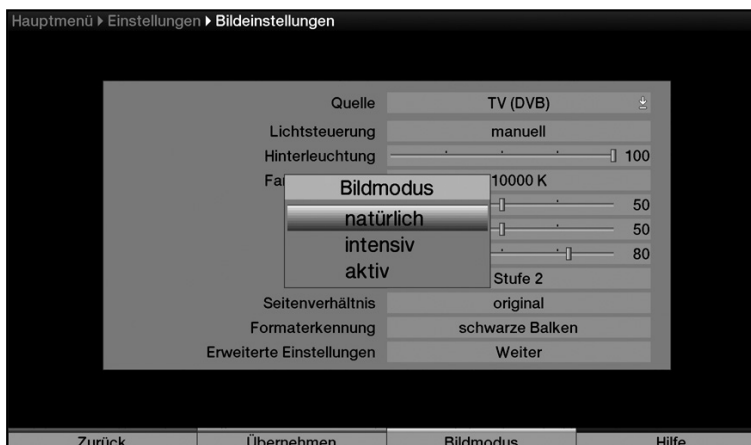 Hauptmenü ▸ Einstellungen ▸ Bildeinstellungen
Quelle TV (DVB)
Lichtsteuerung manuell
Hinterleuchtung 100
10000 K
Bildmodus
50
natürlich
50
intensiv
80
aktiv
Stufe 2
Seitenverhältnis original
Formaterkennung schwarze Balken
Erweiterte Einstellungen Weiter
Zurück Übernehmen Bildmodus Hilfe